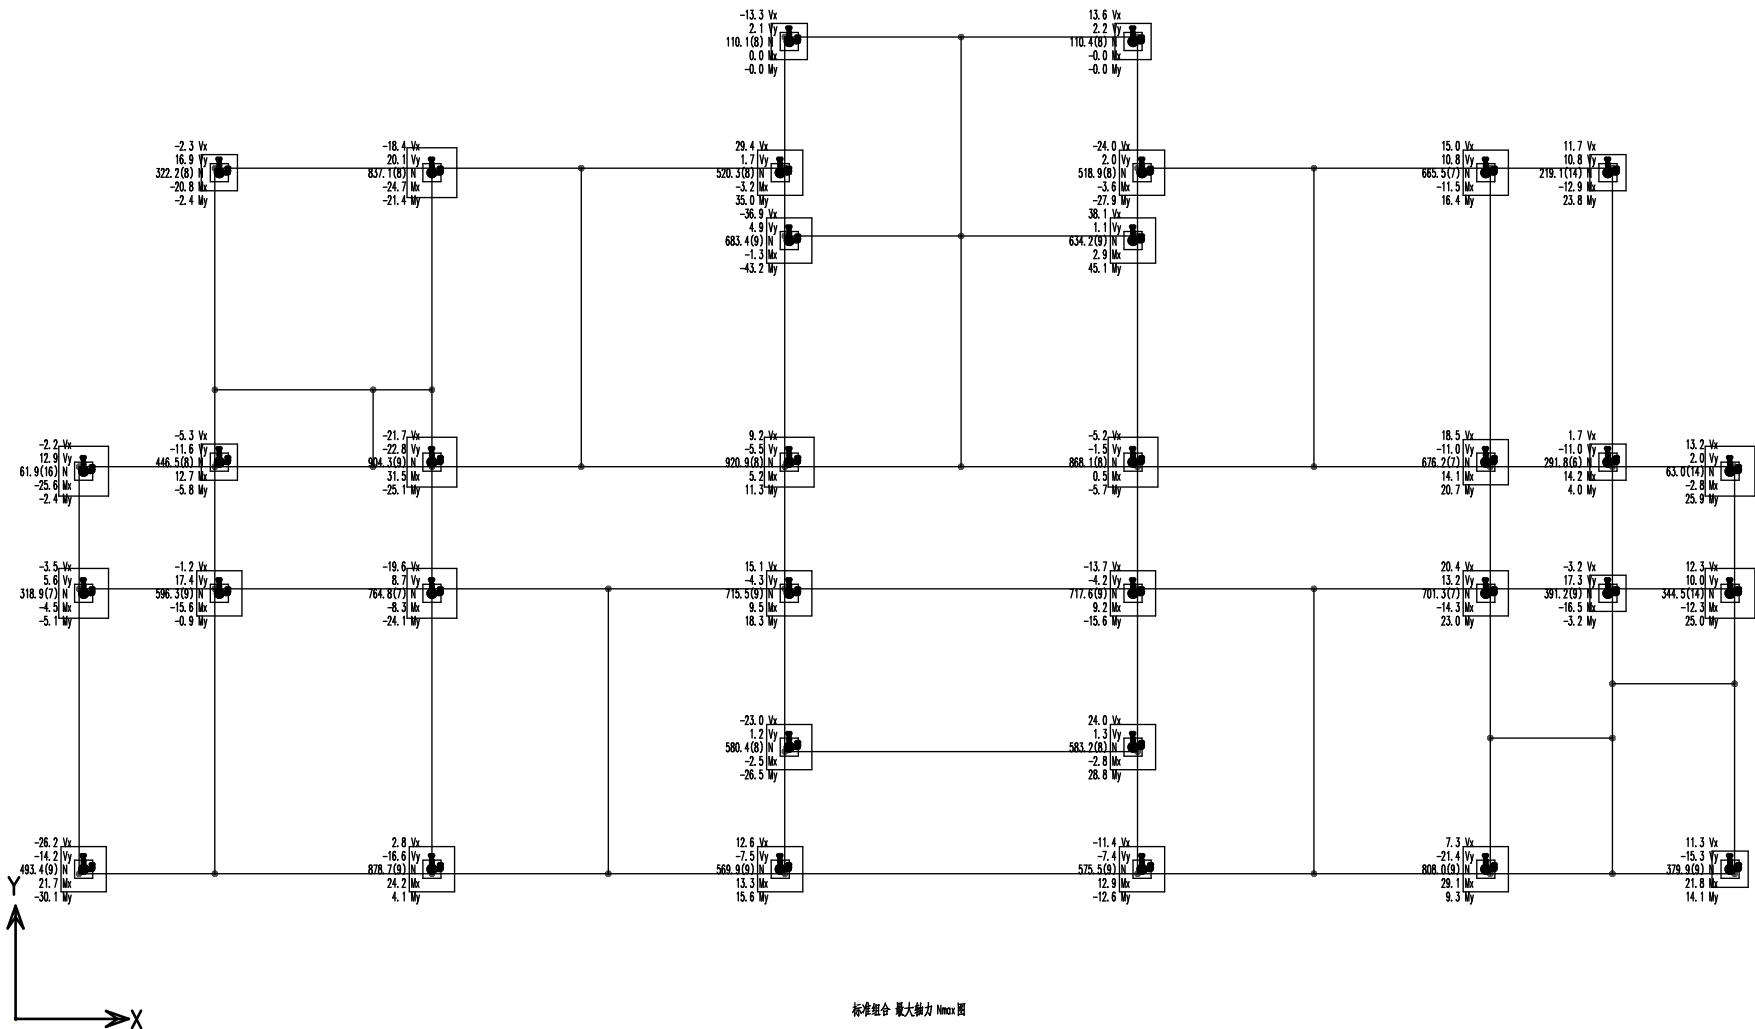 -13.3 Vx
2.1 Vy
110.1(8) N
0.0 Mx
-0.0 My
13.6 Vx
2.2 Vy
110.4(8) N
-0.0 Mx
-0.0 My
-2.3 Vx
16.9 Vy
322.2(8) N
-20.8 Mx
-2.4 My
-18.4 Vx
20.1 Vy
837.1(8) N
-24.7 Mx
-21.4 My
29.4 Vx
1.7 Vy
520.3(8) N
-3.2 Mx
35.0 My
-24.0 Vx
2.0 Vy
518.9(8) N
-3.6 Mx
-27.9 My
15.0 Vx
10.8 Vy
665.5(7) N
-11.5 Mx
16.4 My
11.7 Vx
10.8 Vy
219.1(14) N
-12.9 Mx
23.8 My
-36.9 Vx
4.9 Vy
683.4(9) N
-1.3 Mx
-43.2 My
38.1 Vx
1.1 Vy
634.2(9) N
2.9 Mx
45.1 My
-2.2 Vx
12.9 Vy
61.9(16) N
-25.6 Mx
-2.4 My
-5.3 Vx
-11.6 Vy
446.5(8) N
12.7 Mx
-5.8 My
-21.7 Vx
-22.8 Vy
904.3(9) N
31.5 Mx
-25.1 My
9.2 Vx
-5.5 Vy
920.9(8) N
5.2 Mx
11.3 My
-5.2 Vx
-1.5 Vy
868.1(8) N
0.5 Mx
-5.7 My
18.5 Vx
-11.0 Vy
676.2(7) N
14.1 Mx
20.7 My
1.7 Vx
-11.0 Vy
291.8(6) N
14.2 Mx
4.0 My
13.2 Vx
2.0 Vy
63.0(14) N
-2.8 Mx
25.9 My
-3.5 Vx
5.6 Vy
318.9(7) N
-4.5 Mx
-5.1 My
-1.2 Vx
17.4 Vy
596.3(9) N
-15.6 Mx
-0.9 My
-19.6 Vx
8.7 Vy
764.8(7) N
-8.3 Mx
-24.1 My
15.1 Vx
-4.3 Vy
715.5(9) N
9.5 Mx
18.3 My
-13.7 Vx
-4.2 Vy
717.6(9) N
9.2 Mx
-15.6 My
20.4 Vx
13.2 Vy
701.3(7) N
-14.3 Mx
23.0 My
-3.2 Vx
17.3 Vy
391.2(9) N
-16.5 Mx
-3.2 My
12.3 Vx
10.0 Vy
344.5(14) N
-12.3 Mx
25.0 My
-23.0 Vx
1.2 Vy
580.4(8) N
-2.5 Mx
-26.5 My
24.0 Vx
1.3 Vy
583.2(8) N
-2.8 Mx
28.8 My
-26.2 Vx
-14.2 Vy
493.4(9) N
21.7 Mx
-30.1 My
2.8 Vx
-16.6 Vy
878.7(9) N
24.2 Mx
4.1 My
12.6 Vx
-7.5 Vy
569.9(9) N
13.3 Mx
15.6 My
-11.4 Vx
-7.4 Vy
575.5(9) N
12.9 Mx
-12.6 My
7.3 Vx
-21.4 Vy
808.0(9) N
29.1 Mx
9.3 My
11.3 Vx
-15.3 Vy
379.9(9) N
21.8 Mx
14.1 My
Y
X
标准组合 最大轴力 Nmax图